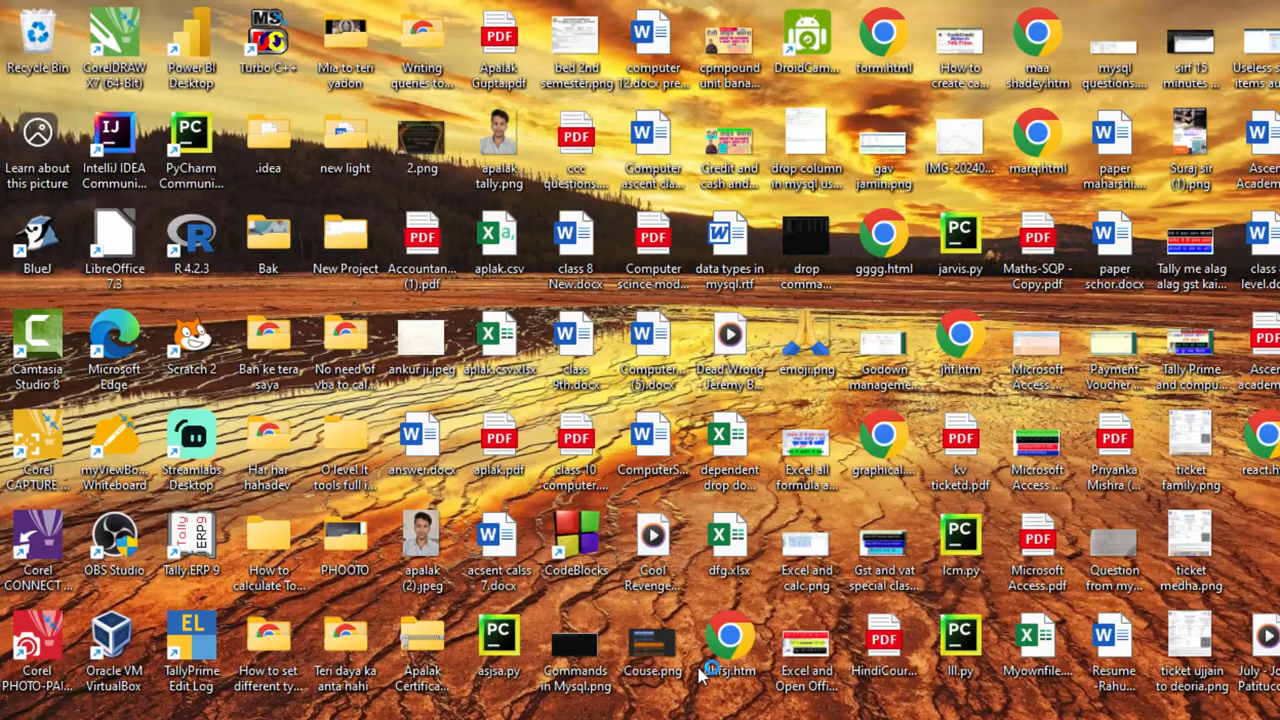 Recycle Bin
CorelDRAW
X7 (64-Bit)
Power BI
Desktop
Turbo C++
Mia to teri
yadon
Writing
queries to...
Apalak
Gupta.pdf
bed 2nd
semester.png
computer
12.docx pre...
cpmpound
unit bana...
DroidCam...
form.html
How to
create ca...
maa
shadey.htm
mysql
questions....
sirf 15
minutes ...
Useless s
items au
Learn about
this picture
IntelliJ IDEA
Communi...
PyCharm
Communi...
.idea
new light
2.png
apalak
tally.png
ccc
questions....
Computer
ascent cla...
Credit and
cash and...
drop column
in mysql us...
gav
jamin.png
IMG-20240...
marq.html
paper
maharshi....
Suraj sir
(1).png
Ascen
Academ
BlueJ
LibreOffice
7.3
R 4.2.3
Bak
New Project
Accountan...
(1).pdf
aplak.csv
class 8
New.docx
Computer
scince mod...
data types in
mysql.rtf
drop
comma...
gggg.html
jarvis.py
Maths-SQP -
Copy.pdf
paper
schor.docx
Tally me alag
alag gst kai...
class
level.do
Camtasia
Studio 8
Microsoft
Edge
Scratch 2
Ban ke tera
saya
No need of
vba to cal...
ankur ji.jpeg
aplak.csv.xlsx
class
9th.docx
Computer...
(5).docx
Dead Wrong
Jeremy B...
emoji.png
Godown
manageme...
jhf.htm
Microsoft
Access ...
Payment
Voucher ...
Tally Prime
and compu...
Ascen
academ
Corel
CAPTURE ...
myViewBo...
Whiteboard
Streamlabs
Desktop
Har har
hahadev
O level It
tools full i...
answer.docx
aplak.pdf
class 10
computer....
ComputerS...
dependent
drop do...
Excel all
formula a...
graphical....
kv
ticketd.pdf
Microsoft
Access ...
Priyanka
Mishra (...
ticket
family.png
react.h
Corel
CONNECT ...
OBS Studio
Tally.ERP 9
How to
calculate To...
PHOOTO
apalak
(2).jpeg
acsent calss
7.docx
CodeBlocks
Cool
Revenge...
dfg.xlsx
Excel and
calc.png
Gst and vat
special clas...
lcm.py
Microsoft
Access.pdf
Question
from my...
ticket
medha.png
Corel
PHOTO-PAI...
Oracle VM
VirtualBox
TallyPrime
Edit Log
How to set
different ty...
Teri daya ka
anta nahi
Apalak
Certifica...
asjsa.py
Commands
in Mysql.png
Couse.png
Excel and
Open Offi...
HindiCour...
lll.py
Myownfile....
Resume
-Rahu...
ticket ujjain
to deoria.png
July - Jo
Patitucc